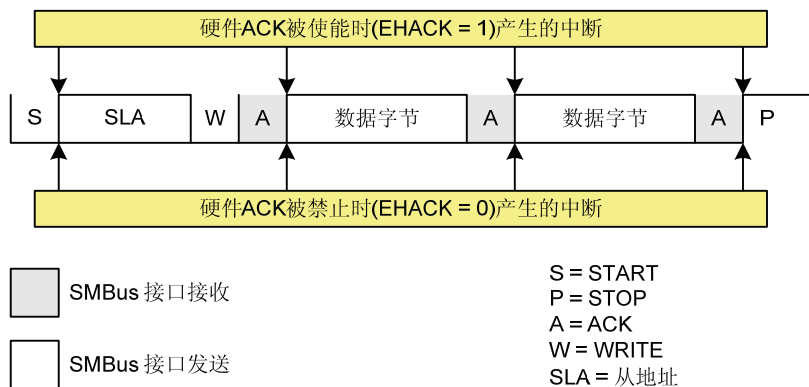 硬件ACK被使能时(EHACK = 1)产生的中断
S SLA W A 数据字节 A 数据字节 A P
硬件ACK被禁止时(EHACK = 0)产生的中断
SMBus 接口接收
SMBus 接口发送
S = START
P = STOP
A = ACK
W = WRITE
SLA = 从地址